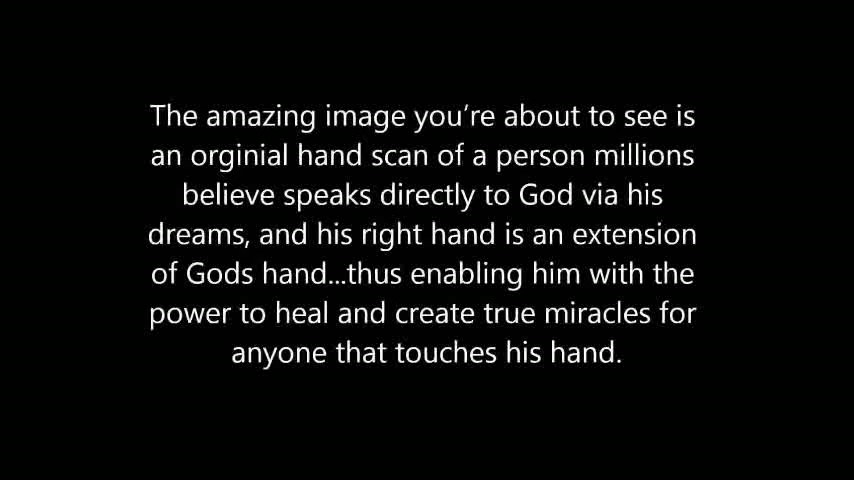 The amazing image you’re about to see is
an orginial hand scan of a person millions
believe speaks directly to God via his
dreams, and his right hand is an extension
of Gods hand...thus enabling him with the
power to heal and create true miracles for
anyone that touches his hand.